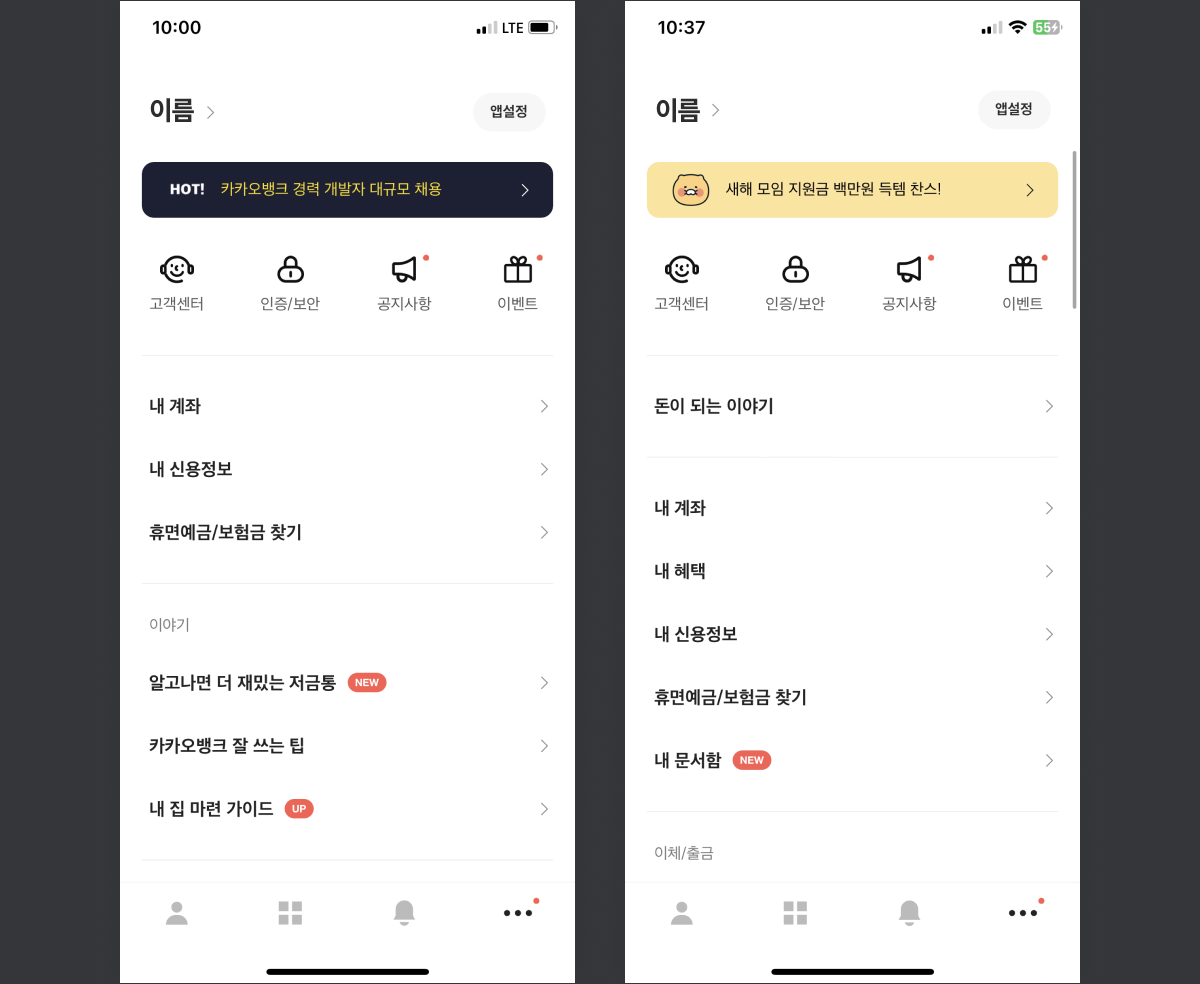 10:00 LTE
이름
앱설정
HOT! 카카오뱅크 경력 개발자 대규모 채용
고객센터 인증/보안 공지사항 이벤트
내 계좌
내 신용정보
휴면예금/보험금 찾기
이야기
알고나면 더 재밌는 저금통 NEW
카카오뱅크 잘 쓰는 팁
내 집 마련 가이드 UP
10:37 55
이름
앱설정
새해 모임 지원금 백만원 득템 찬스!
고객센터 인증/보안 공지사항 이벤트
돈이 되는 이야기
내 계좌
내 혜택
내 신용정보
휴면예금/보험금 찾기
내 문서함 NEW
이체/출금